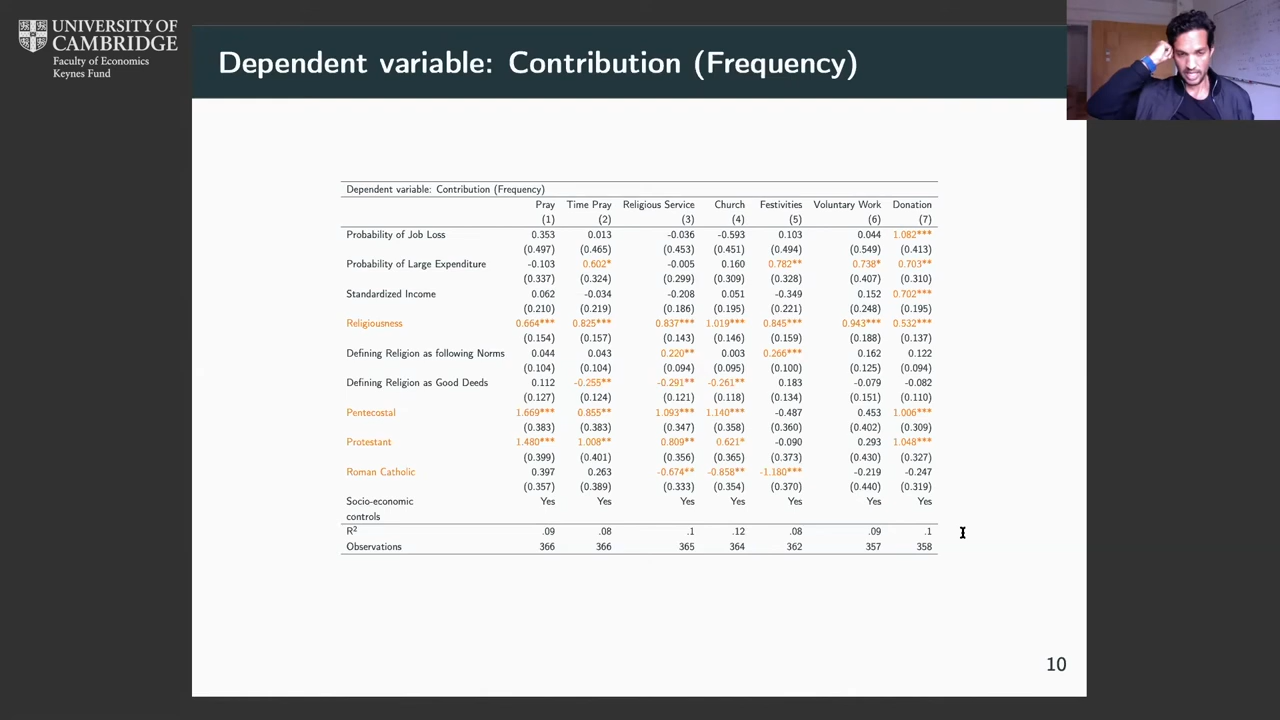 UNIVERSITY OF
CAMBRIDGE
Faculty of Economics
Keynes Fund
Dependent variable: Contribution (Frequency)
Dependent variable: Contribution (Frequency)
Pray Time Pray Religious Service Church Festivities Voluntary Work Donation
(1) (2) (3) (4) (5) (6) (7)
Probability of Job Loss 0.353 0.013 -0.036 -0.593 0.103 0.044 1.082***
(0.497) (0.465) (0.453) (0.451) (0.494) (0.549) (0.413)
Probability of Large Expenditure -0.103 0.602* -0.005 0.160 0.782** 0.738* 0.703**
(0.337) (0.324) (0.299) (0.309) (0.328) (0.407) (0.310)
Standardized Income 0.062 -0.034 -0.208 0.051 -0.349 0.152 0.702***
(0.210) (0.219) (0.186) (0.195) (0.221) (0.248) (0.195)
Religiousness 0.664*** 0.825*** 0.837*** 1.019*** 0.845*** 0.943*** 0.532***
(0.154) (0.157) (0.143) (0.146) (0.159) (0.188) (0.137)
Defining Religion as following Norms 0.044 0.043 0.220** 0.003 0.266*** 0.162 0.122
(0.104) (0.104) (0.094) (0.095) (0.100) (0.125) (0.094)
Defining Religion as Good Deeds 0.112 -0.255** -0.291** -0.261** 0.183 -0.079 -0.082
(0.127) (0.124) (0.121) (0.118) (0.134) (0.151) (0.110)
Pentecostal 1.669*** 0.855** 1.093*** 1.140*** -0.487 0.453 1.006***
(0.383) (0.383) (0.347) (0.358) (0.360) (0.402) (0.309)
Protestant 1.480*** 1.008** 0.809** 0.621* -0.090 0.293 1.048***
(0.399) (0.401) (0.356) (0.365) (0.373) (0.430) (0.327)
Roman Catholic 0.397 0.263 -0.674** -0.858** -1.180*** -0.219 -0.247
(0.357) (0.389) (0.333) (0.354) (0.370) (0.440) (0.319)
Socio-economic Yes Yes Yes Yes Yes Yes Yes
controls
R² .09 .08 .1 .12 .08 .09 .1
Observations 366 366 365 364 362 357 358
10